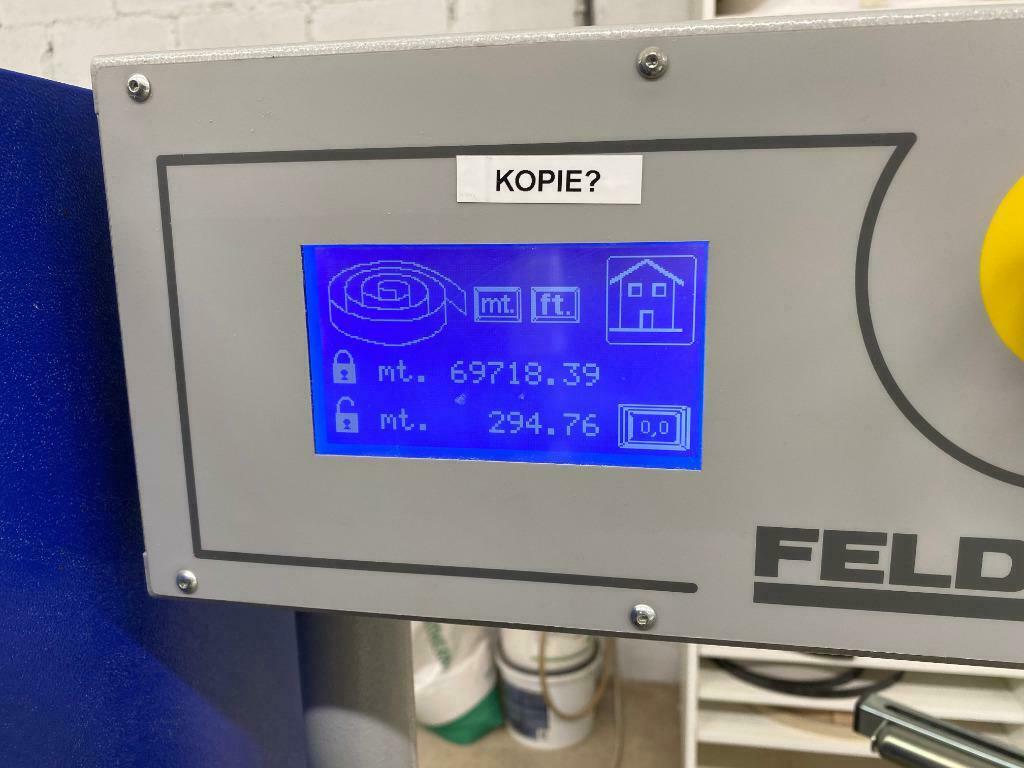 KOPIE?
mt. ft.
mt. 69718.39
mt. 294.76 0,0
FELD